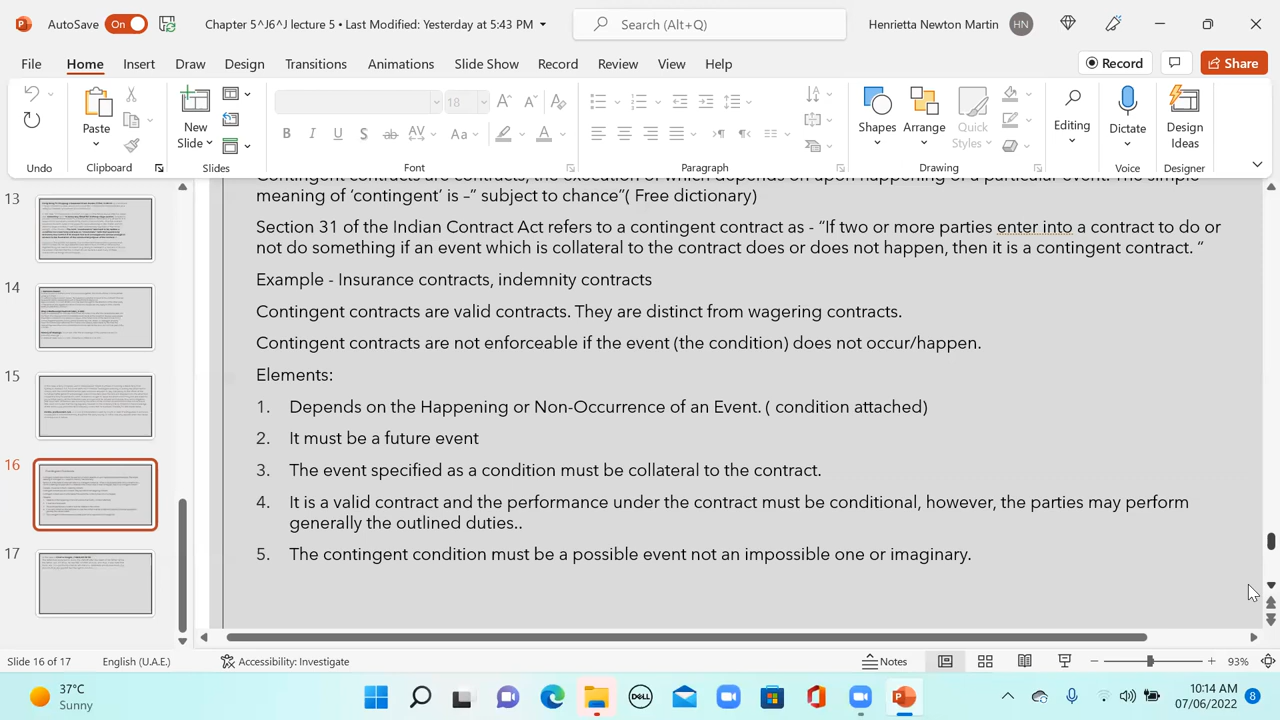 AutoSave On Chapter 5^J6^J lecture 5 • Last Modified: Yesterday at 5:43 PM Search (Alt+Q) Henrietta Newton Martin HN
File Home Insert Draw Design Transitions Animations Slide Show Record Review View Help Record Share
18
Paste New Slide Shapes Arrange Quick Styles Editing Dictate Design Ideas
Undo Clipboard Slides Font Paragraph Drawing Voice Designer
meaning of ‘contingent’ is –” subject to chance”( Free dictionary)
Section 31 of the Indian Contract Act refers to a contingent contract as – “If two or more parties enter into a contract to do or
not do something if an event which is collateral to the contract does or does not happen, then it is a contingent contract. “
Example - Insurance contracts, indemnity contracts
Contingent contracts are valid contracts. They are distinct from wagering contracts.
Contingent contracts are not enforceable if the event (the condition) does not occur/happen.
Elements:
1. Depends on the Happening or Non-Occurrence of an Event. ( condition attached)
2. It must be a future event
3. The event specified as a condition must be collateral to the contract.
4. It is a valid contract and the performance under the contract must be conditional, however, the parties may perform
generally the outlined duties..
5. The contingent condition must be a possible event not an impossible one or imaginary.
13
14
15
16
17
Slide 16 of 17 English (U.A.E.) Accessibility: Investigate Notes 93%
37°C
Sunny
DELL
10:14 AM
07/06/2022
8